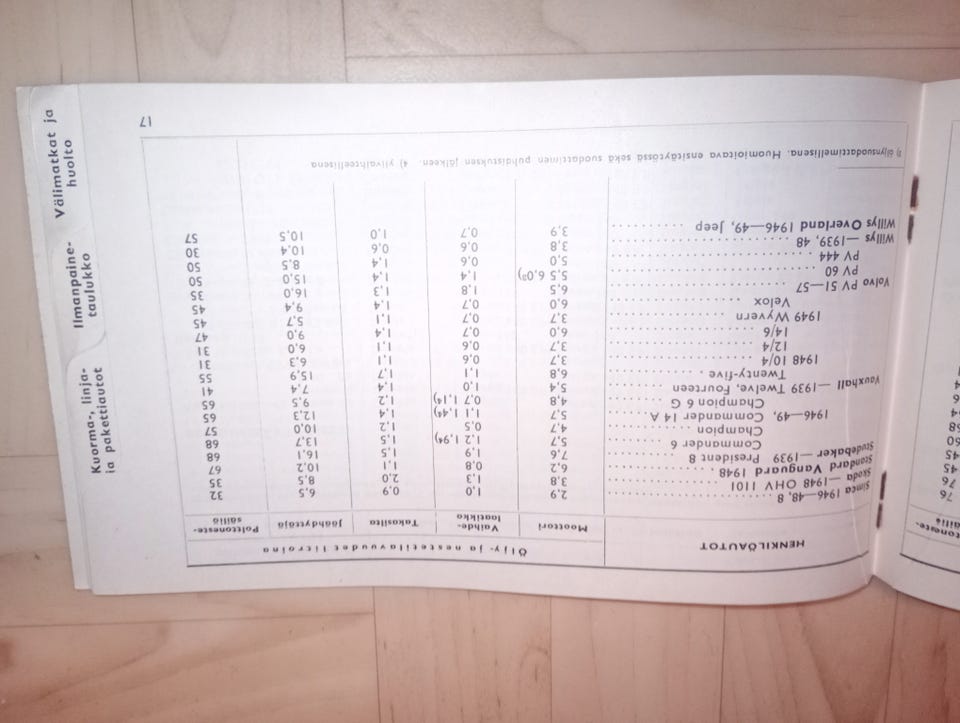 HENKILÖAUTOT
Öljy- ja nestetilavuudet litroina
Moottori Vaihde- laatikko Takasilta Jäähdyttäjä Polttoneste- säiliö
Simca 1946—48, 8 2,9 1,0 0,9 6,5 32
Skoda —1948 OHV 1101 3,8 1,3 2,0 8,5 35
Standard Vanguard 1948 6,2 0,8 1,1 10,2 67
Studebaker —1939 President 8 7,6 1,9 1,5 16,1 68
Commander 6 5,7 1,2 1,9⁴) 1,5 13,7 68
Champion 4,7 0,5 1,2 10,0 57
1946—49, Commander 14 A 5,7 1,1 1,4⁴) 1,4 12,3 65
Champion 6 G 4,8 0,7 1,1⁴) 1,2 9,5 65
Vauxhall —1939 Twelve, Fourteen 5,4 1,0 1,4 7,4 41
Twenty-five 6,8 1,1 1,7 15,9 55
1948 10/4 3,7 0,6 1,1 6,3 31
12/4 3,7 0,6 1,1 6,0 31
14/6 6,0 0,7 1,4 9,0 47
1949 Wyvern 3,7 0,7 1,1 5,7 45
Velox 6,0 0,7 1,4 9,4 45
Volvo PV 51—57 6,5 1,8 1,3 16,0 35
PV 60 5,5 6,0³) 1,4 1,4 15,0 50
PV 444 5,0 0,6 1,4 8,5 50
Willys —1939, 48 3,8 0,6 0,6 10,4 30
Willys Overland 1946—49, Jeep 3,9 0,7 1,0 10,5 57
³) öljynsuodattimellisena. Huomioitava ensitäytössä sekä suodattimen puhdistuksen jälkeen. ⁴) ylivaihteellisena
17
Kuorma-, linja-
ja pakettiautot
Ilmanpaine-
taulukko
Välimatkat ja
huolto
toneste-
säiliö
76
76
45
45